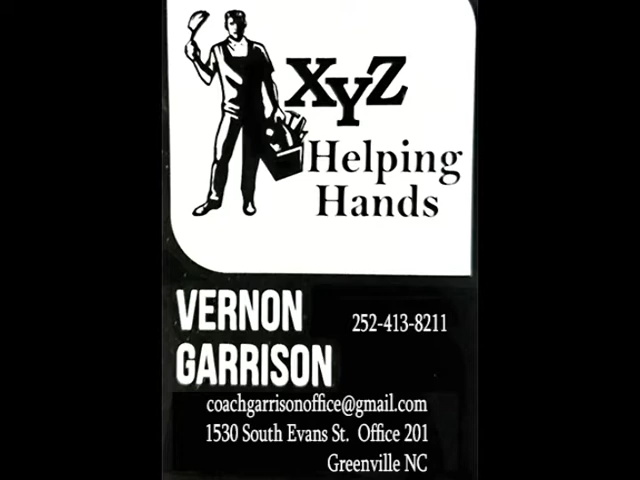 XYZ
Helping
Hands
VERNON
GARRISON
252-413-8211
coachgarrisonoffice@gmail.com
1530 South Evans St. Office 201
Greenville NC